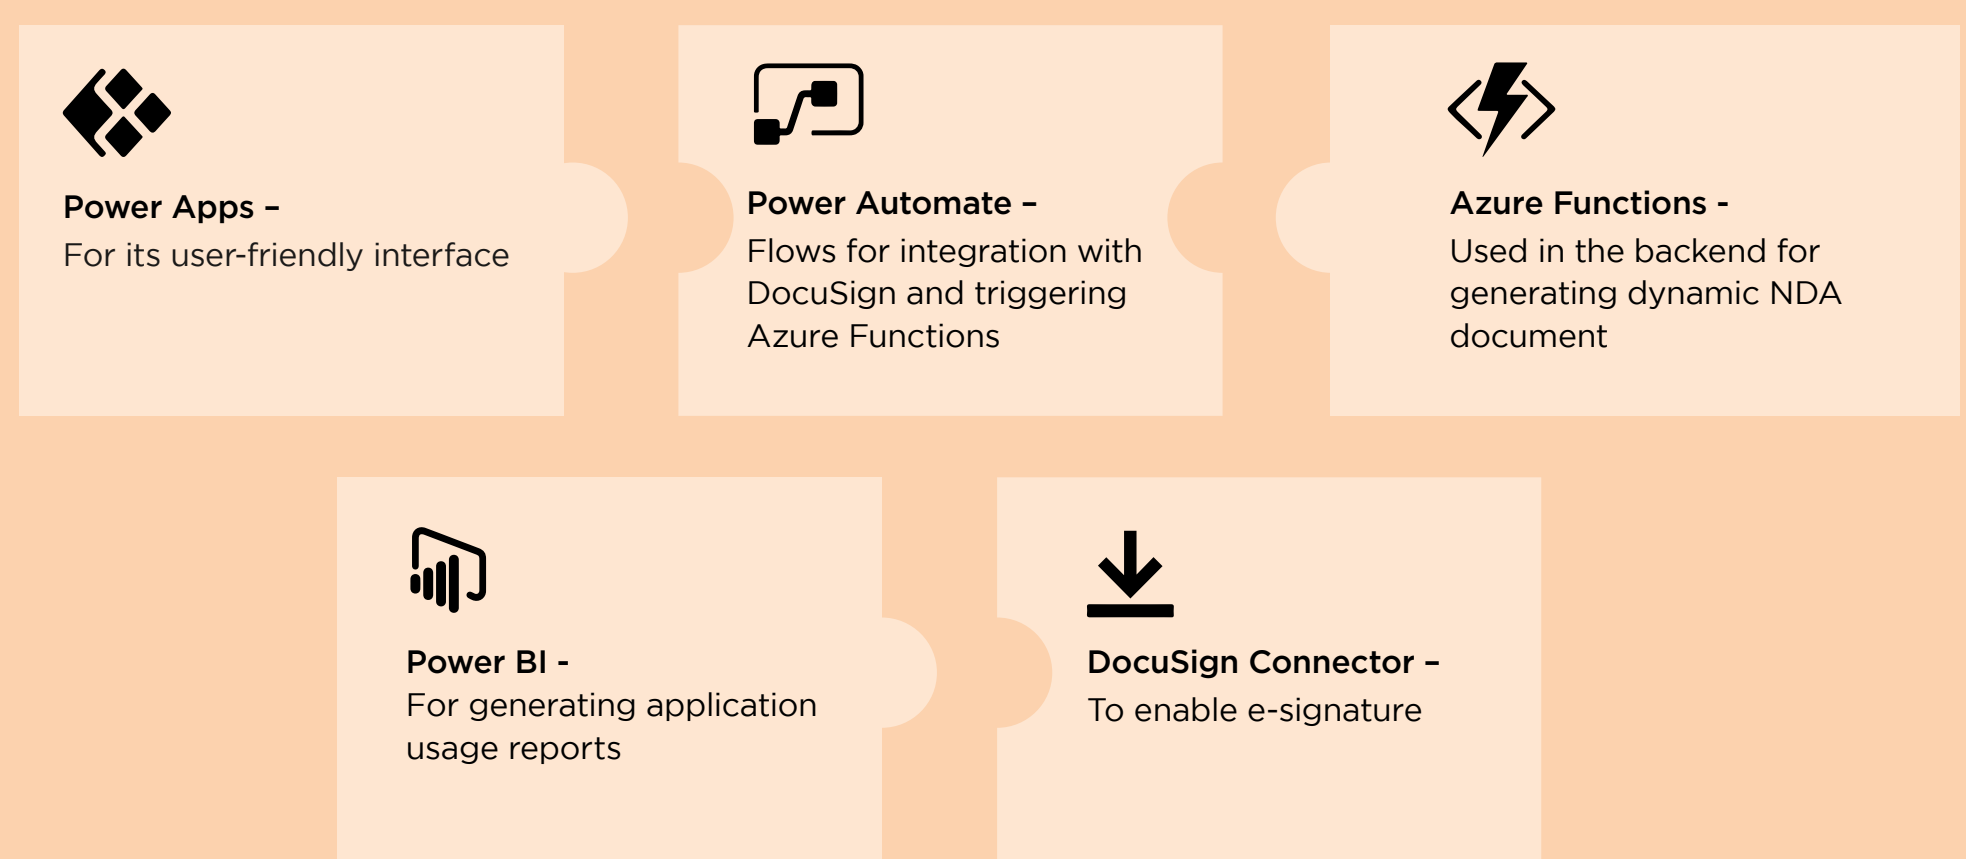 Power Apps –
For its user-friendly interface
Power Automate –
Flows for integration with
DocuSign and triggering
Azure Functions
Azure Functions -
Used in the backend for
generating dynamic NDA
document
Power BI -
For generating application
usage reports
DocuSign Connector –
To enable e-signature